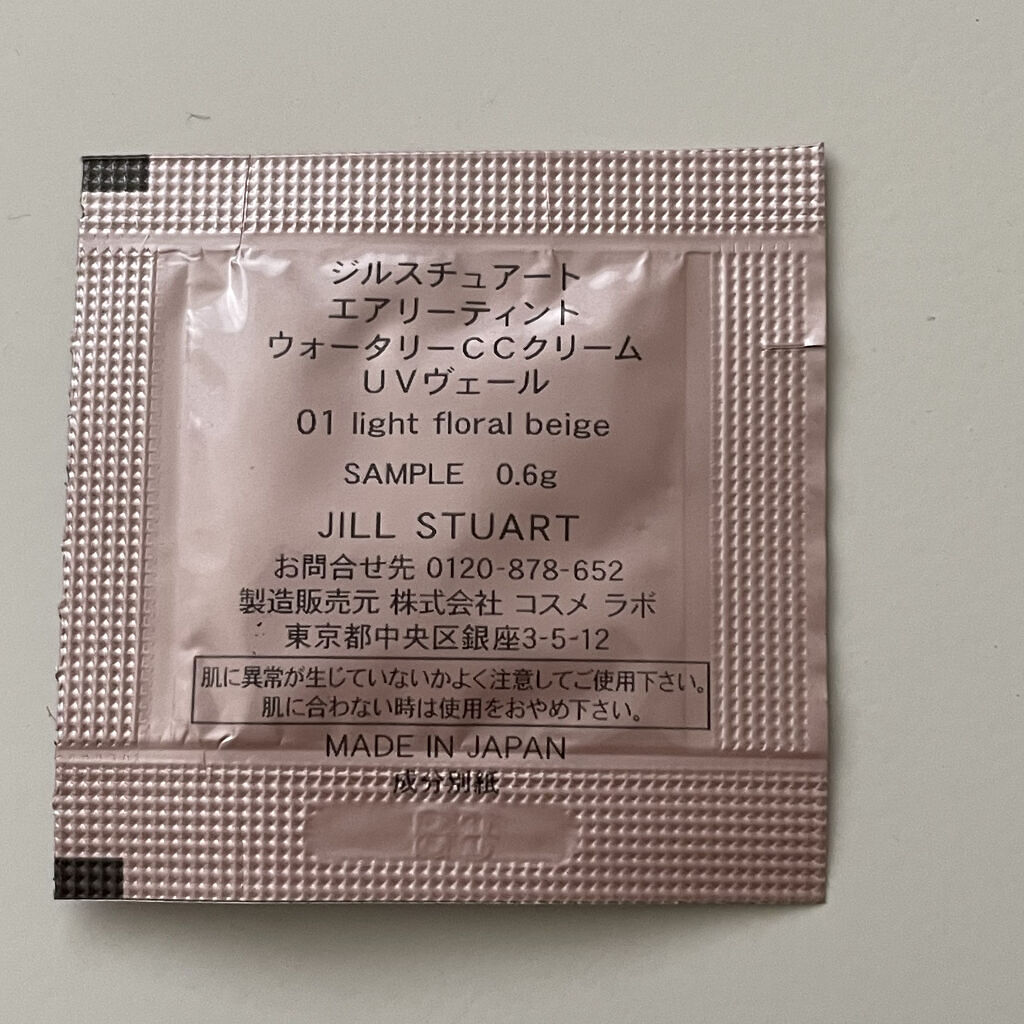 ジルスチュアート
エアリーティント
ウォータリーCCクリーム
UVヴェール
01 light floral beige
SAMPLE 0.6g
JILL STUART
お問合せ先 0120-878-652
製造販売元 株式会社 コスメ ラボ
東京都中央区銀座3-5-12
肌に異常が生じていないかよく注意してご使用下さい。
肌に合わない時は使用をおやめ下さい。
MADE IN JAPAN
成分別紙